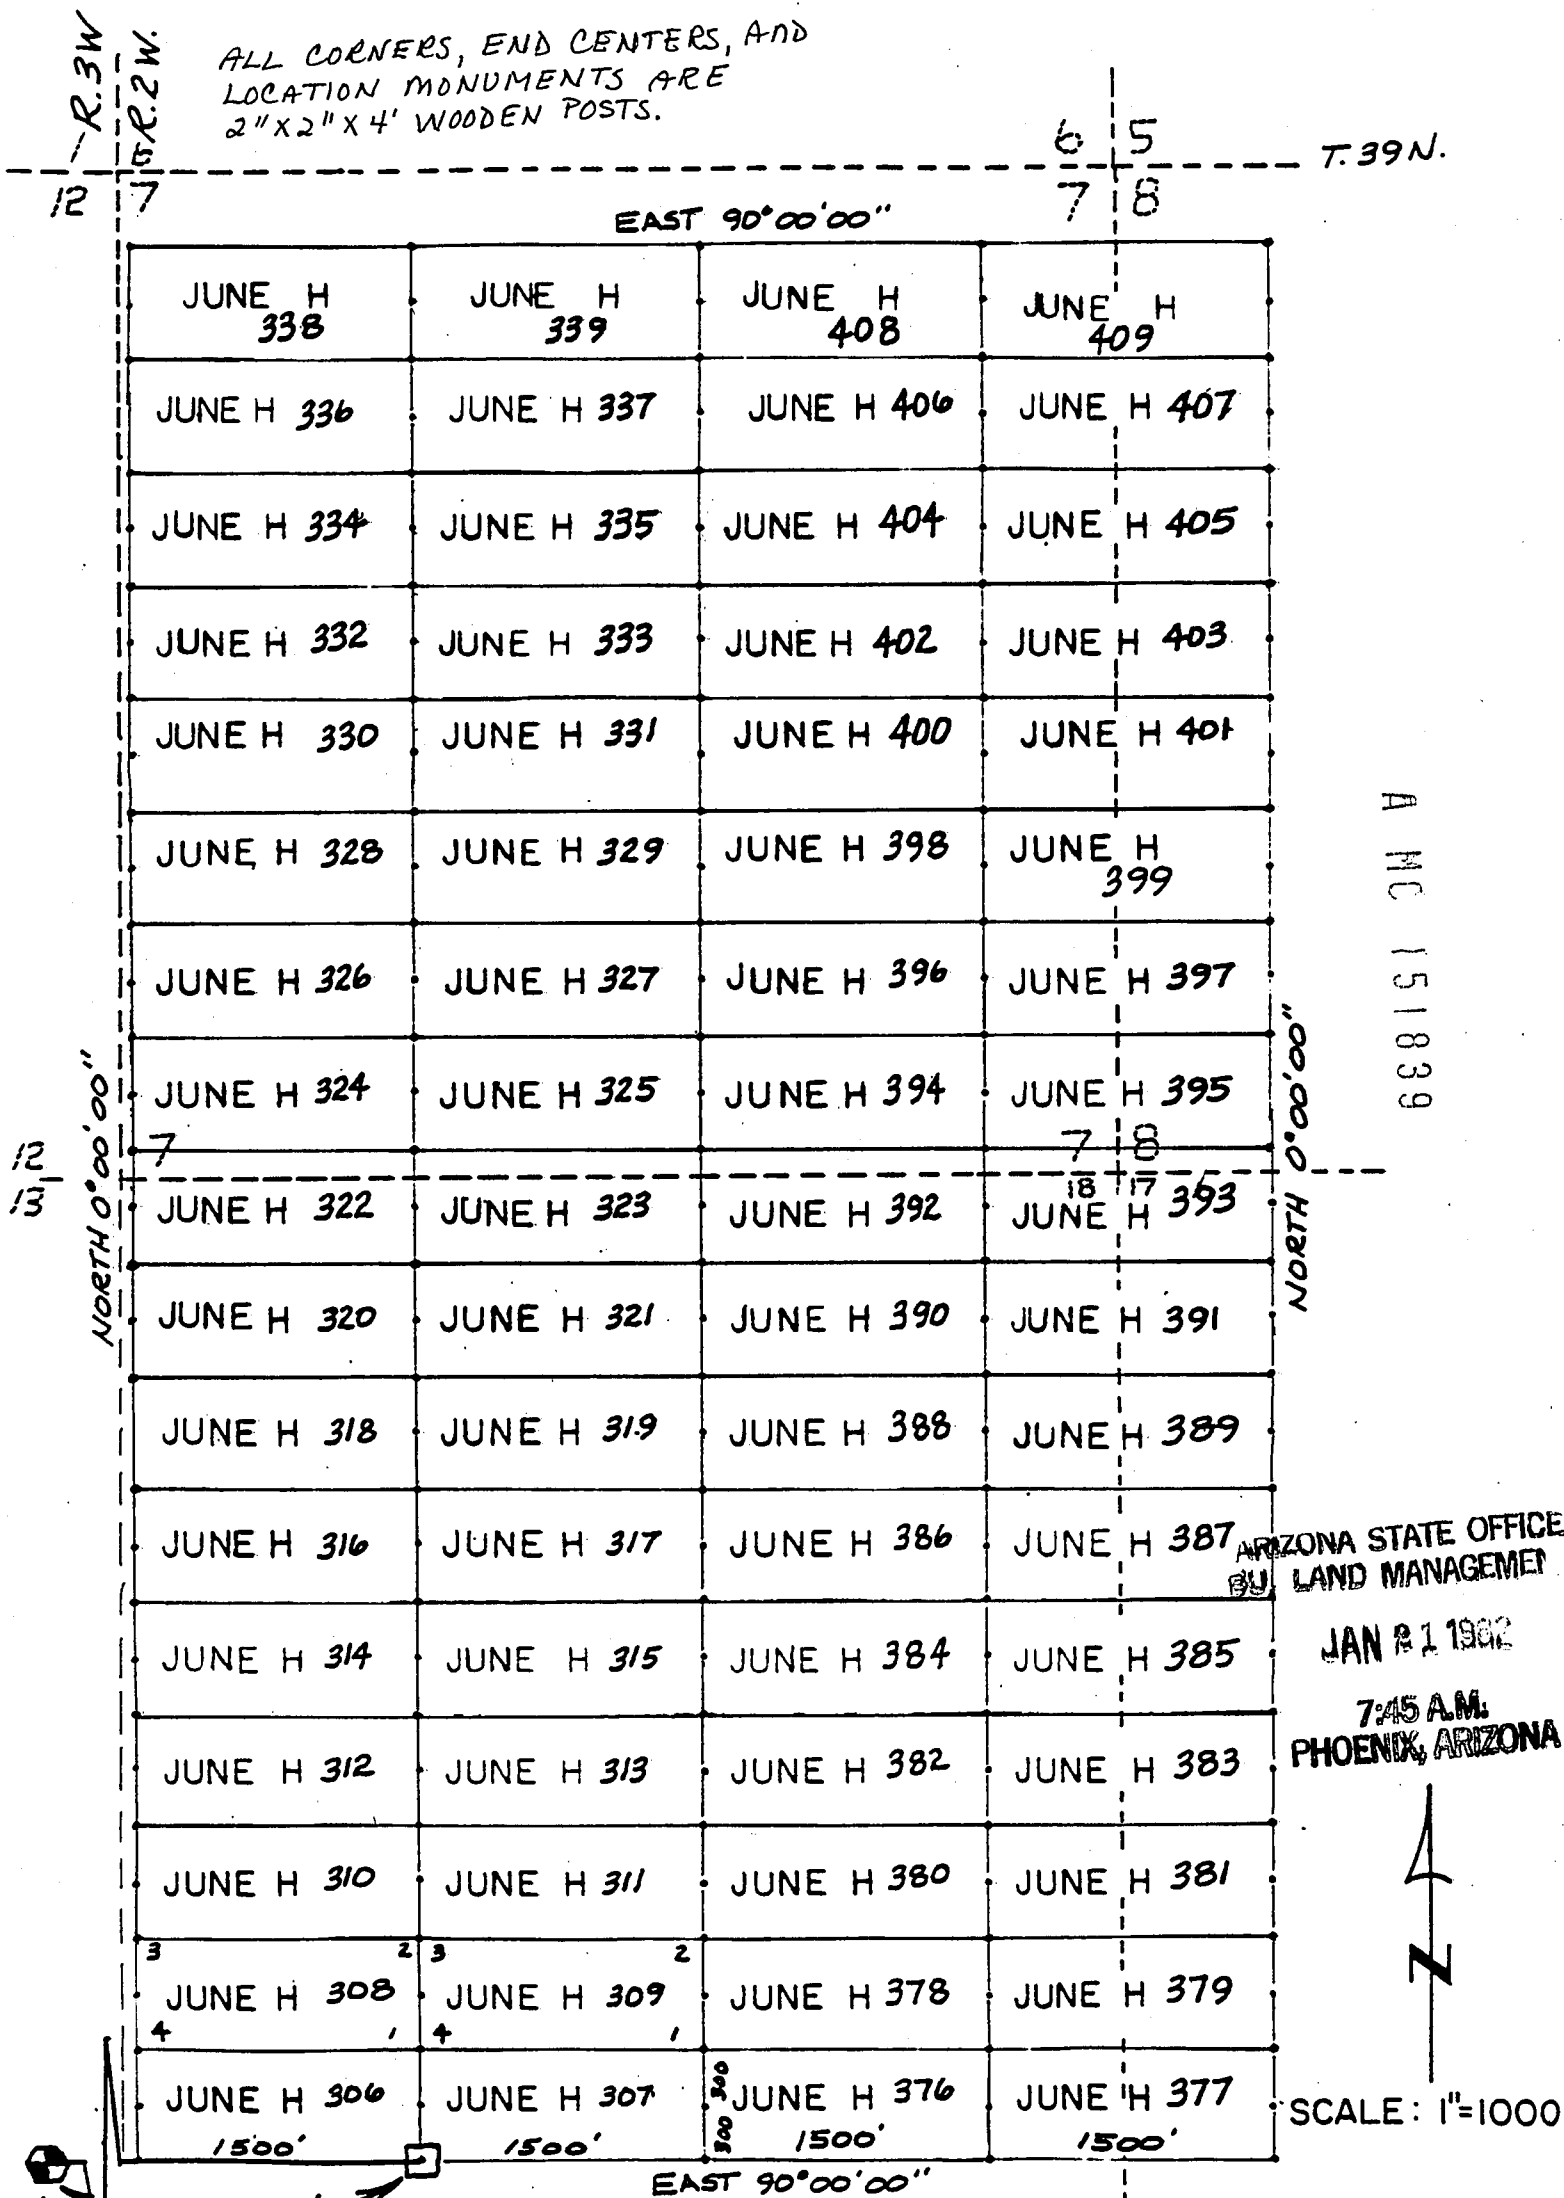 R.3W
R.2W.
ALL CORNERS, END CENTERS, AND
LOCATION MONUMENTS ARE
2"X2"X4' WOODEN POSTS.
6 5
T.39N.
12 7
7 8
EAST 90°00'00"
JUNE H 338
JUNE H 339
JUNE H 408
JUNE H 409
JUNE H 336 JUNE H 337 JUNE H 406 JUNE H 407
JUNE H 334 JUNE H 335 JUNE H 404 JUNE H 405
JUNE H 332 JUNE H 333 JUNE H 402 JUNE H 403
JUNE H 330 JUNE H 331 JUNE H 400 JUNE H 401
JUNE H 328 JUNE H 329 JUNE H 398 JUNE H 399
A MC 151839
JUNE H 326 JUNE H 327 JUNE H 396 JUNE H 397
JUNE H 324 JUNE H 325 JUNE H 394 JUNE H 395
NORTH 0°00'00"
NORTH 0°00'00"
12 7 7 8
13 18 17
JUNE H 322 JUNE H 323 JUNE H 392 JUNE H 393
JUNE H 320 JUNE H 321 JUNE H 390 JUNE H 391
JUNE H 318 JUNE H 319 JUNE H 388 JUNE H 389
JUNE H 316 JUNE H 317 JUNE H 386 JUNE H 387
ARIZONA STATE OFFICE
BU. LAND MANAGEMEN
JAN 21 1982
7:45 A.M.
PHOENIX, ARIZONA
JUNE H 314 JUNE H 315 JUNE H 384 JUNE H 385
JUNE H 312 JUNE H 313 JUNE H 382 JUNE H 383
JUNE H 310 JUNE H 311 JUNE H 380 JUNE H 381
N
3 2 3 2
JUNE H 308 JUNE H 309 JUNE H 378 JUNE H 379
4 1 4 1
JUNE H 306 JUNE H 307 JUNE H 376 JUNE H 377
300
300
1500' 1500' 1500' 1500'
SCALE: 1"=1000
EAST 90°00'00"